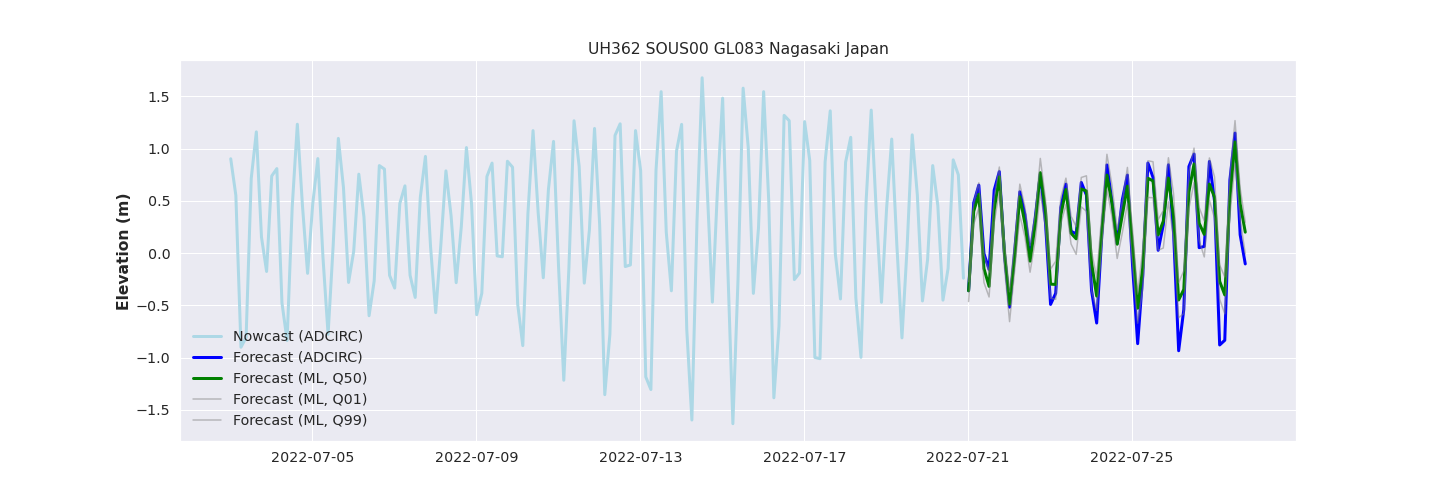 UH362 SOUS00 GL083 Nagasaki Japan
Elevation (m)
1.5
1.0
0.5
0.0
−0.5
−1.0
−1.5
Nowcast (ADCIRC)
Forecast (ADCIRC)
Forecast (ML, Q50)
Forecast (ML, Q01)
Forecast (ML, Q99)
2022-07-05 2022-07-09 2022-07-13 2022-07-17 2022-07-21 2022-07-25